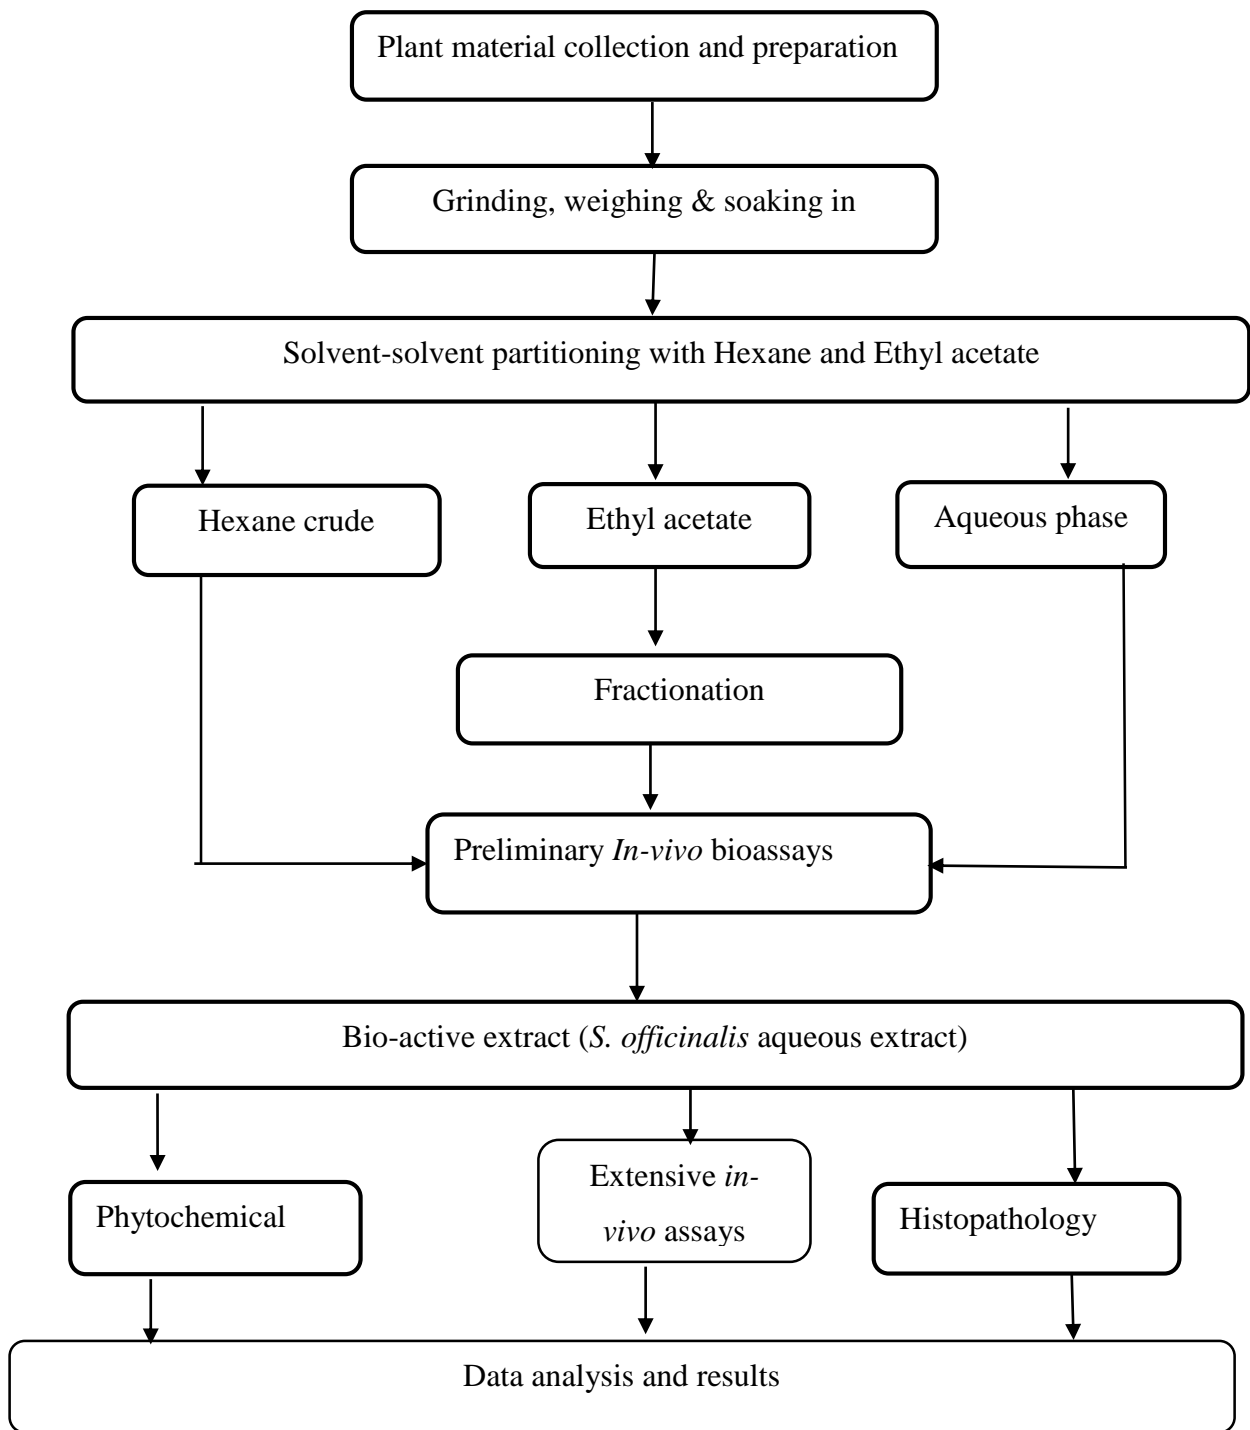 Plant material collection and preparation
Grinding, weighing & soaking in
Solvent-solvent partitioning with Hexane and Ethyl acetate
Hexane crude
Ethyl acetate
Aqueous phase
Fractionation
Preliminary In-vivo bioassays
Bio-active extract (S. officinalis aqueous extract)
Phytochemical
Extensive in-
vivo assays
Histopathology
Data analysis and results